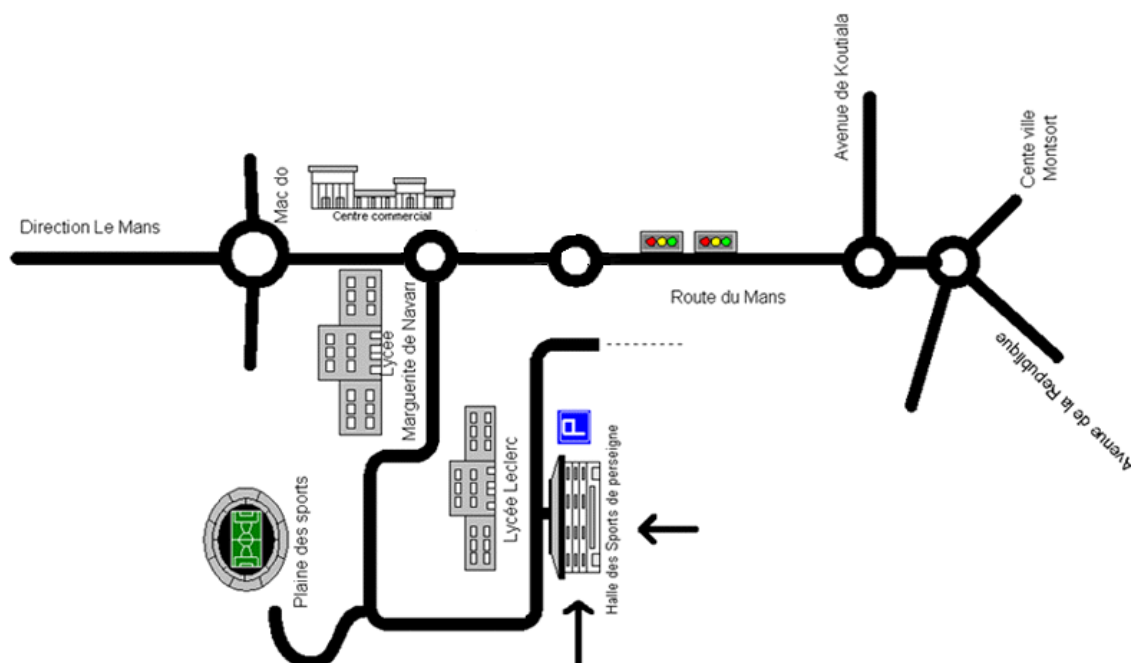 Avenue de Koutiala
Cente ville
Montsort
Mac do
Centre commercial
Direction Le Mans
Route du Mans
Lycée
Marguerite de Navarr
Avenue de la Republique
P
Lycée Leclerc
Halle des Sports de perseigne
Plaine des sports